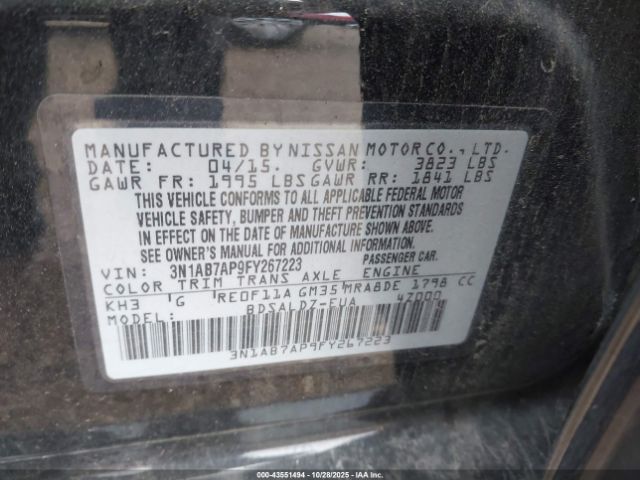 MANUFACTURED BY NISSAN MOTOR CO., LTD.
DATE: 04/15. GVWR: 3823 LBS
GAWR FR: 1995 LBS GAWR RR: 1841 LBS
THIS VEHICLE CONFORMS TO ALL APPLICABLE FEDERAL MOTOR
VEHICLE SAFETY, BUMPER AND THEFT PREVENTION STANDARDS
IN EFFECT ON THE DATE OF MANUFACTURE SHOWN ABOVE.
SEE OWNER'S MANUAL FOR ADDITIONAL INFORMATION.
VIN: 3N1AB7AP9FY267223 PASSENGER CAR.
COLOR TRIM TRANS AXLE ENGINE
KH3 G RE0F11A GM35 MRA8DE 1798 CC
MODEL: BDSALDZ-EUA 4Z000
3N1AB7AP9FY267223
000-43551494 | 10/28/2025 | Copyright © IAA, LLC